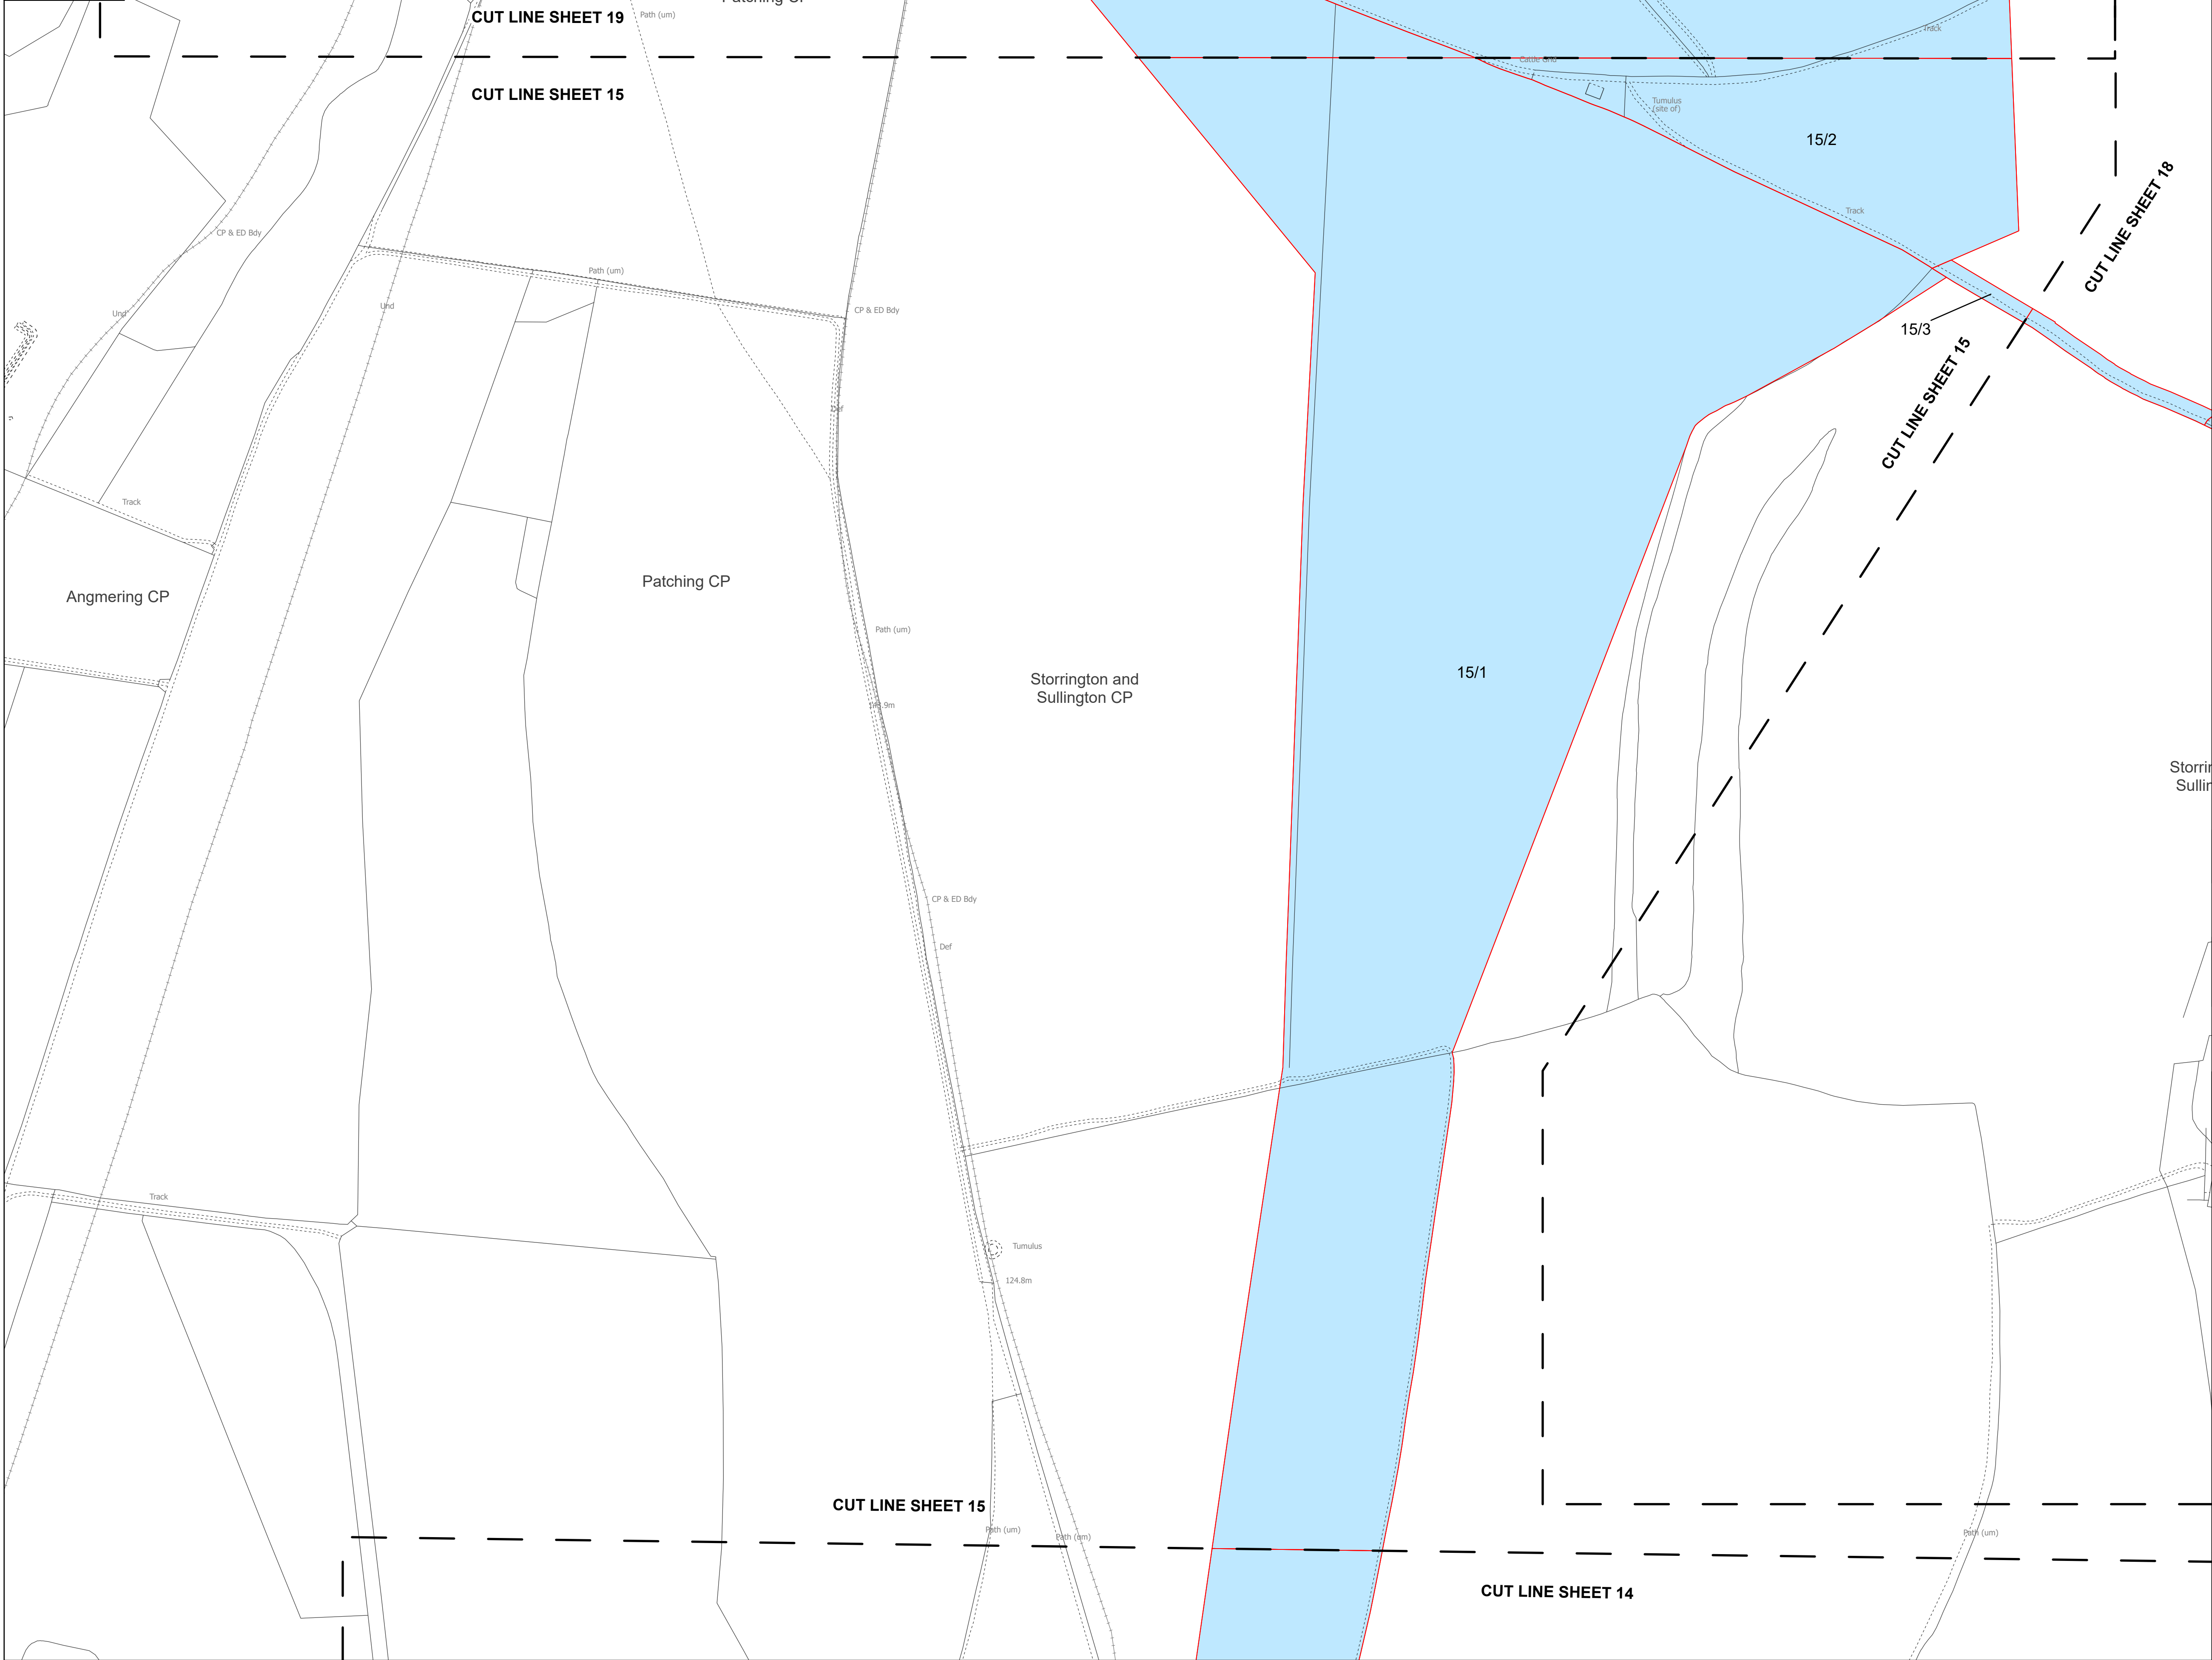 Patching CP
CUT LINE SHEET 19
Path (um)
Track
Cattle Grid
CUT LINE SHEET 15
Tumulus
(site of)
15/2
CUT LINE SHEET 18
Track
CP & ED Bdy
Path (um)
Und
Und
CP & ED Bdy
15/3
CUT LINE SHEET 15
Def
Track
Angmering CP
Patching CP
Path (um)
Storrington and
Sullington CP
15/1
CP & ED Bdy
Def
Track
Tumulus
124.8m
CUT LINE SHEET 15
Path (um)
Path (um)
Path (um)
CUT LINE SHEET 14